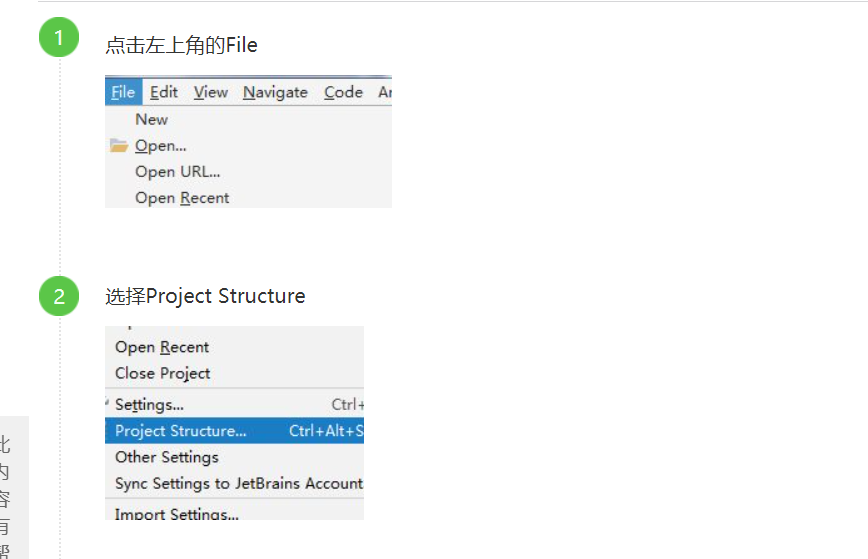 1
点击左上角的File
File Edit View Navigate Code
New
Open...
Open URL...
Open Recent
2
选择Project Structure
Open Recent
Close Project
Settings... Ctrl+
Project Structure... Ctrl+Alt+S
Other Settings
Sync Settings to JetBrains Account
Import Settings...
此
内
容
有
帮